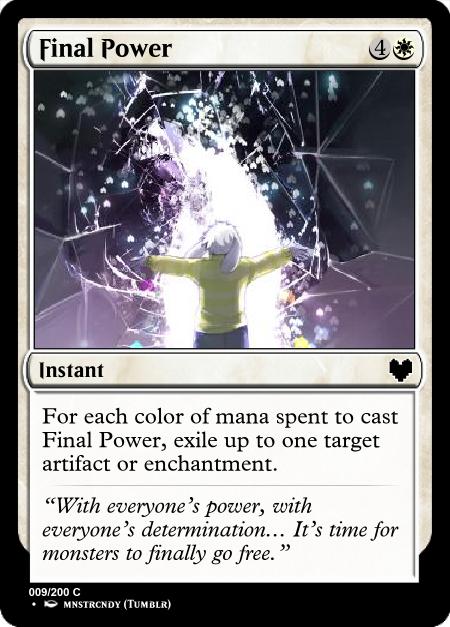 Final Power 4
Instant
For each color of mana spent to cast
Final Power, exile up to one target
artifact or enchantment.
“With everyone’s power, with
everyone’s determination… It’s time for
monsters to finally go free.”
009/200 C
• MNSTRCNDY (TUMBLR)